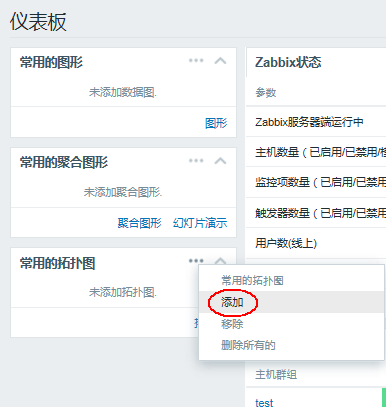 仪表板
常用的图形
未添加数据图.
图形
常用的聚合图形
未添加聚合图形.
聚合图形 幻灯片演示
常用的拓扑图
未添加拓扑图.
常用的拓扑图
添加
移除
删除所有的
Zabbix状态
参数
Zabbix服务器端运行中
主机数量 (已启用/已禁用/
监控项数量 (已启用/已禁用
触发器数量 (已启用/已禁用
用户数(线上)
主机群组
test